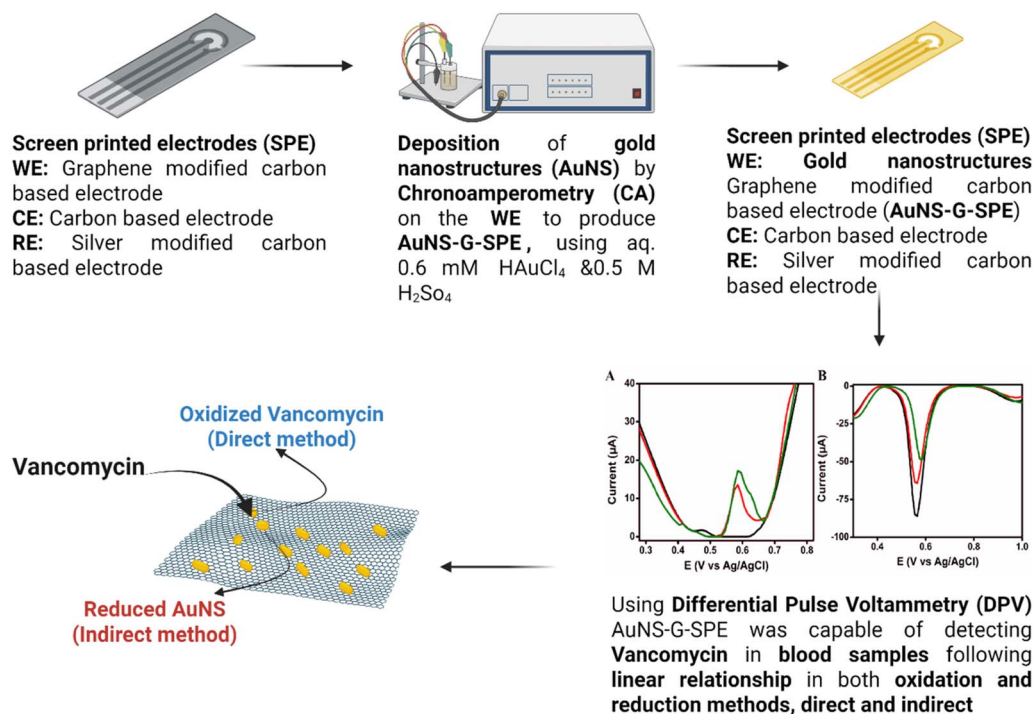 Screen printed electrodes (SPE)
WE: Graphene modified carbon
based electrode
CE: Carbon based electrode
RE: Silver modified carbon
based electrode
Deposition of gold
nanostructures (AuNS) by
Chronoamperometry (CA)
on the WE to produce
AuNS-G-SPE , using aq.
0.6 mM HAuCl₄ &0.5 M
H₂So₄
Screen printed electrodes (SPE)
WE: Gold nanostructures
Graphene modified carbon
based electrode (AuNS-G-SPE)
CE: Carbon based electrode
RE: Silver modified carbon
based electrode
A
40
30
20
10
0
Current (µA)
0.3 0.4 0.5 0.6 0.7 0.8
E (V vs Ag/AgCl)
B
0
-25
-50
-75
-100
Current (µA)
0.4 0.6 0.8 1.0
E (V vs Ag/AgCl)
Using Differential Pulse Voltammetry (DPV)
AuNS-G-SPE was capable of detecting
Vancomycin in blood samples following
linear relationship in both oxidation and
reduction methods, direct and indirect
Oxidized Vancomycin
(Direct method)
Vancomycin
Reduced AuNS
(Indirect method)